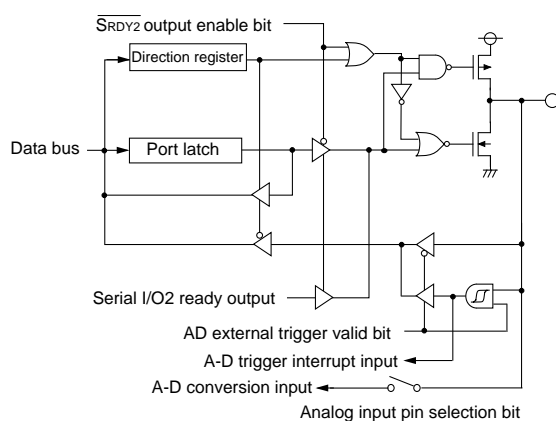 SRDY2 output enable bit
Direction register
Data bus
Port latch
Serial I/O2 ready output
AD external trigger valid bit
A-D trigger interrupt input
A-D conversion input
Analog input pin selection bit